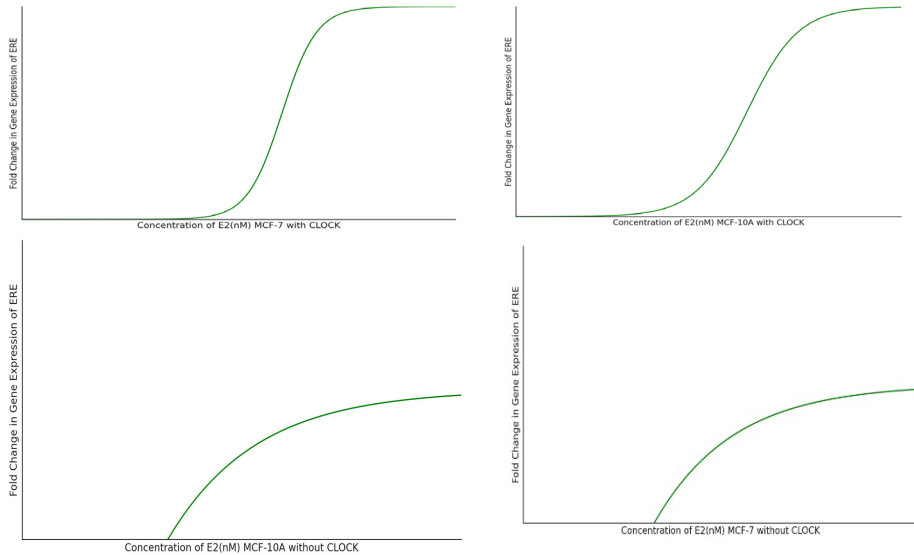 Fold Change in Gene Expression of ERE
Concentration of E2(nM) MCF-7 with CLOCK
Fold Change in Gene Expression of ERE
Concentration of E2(nM) MCF-10A with CLOCK
Fold Change in Gene Expression of ERE
Concentration of E2(nM) MCF-10A without CLOCK
Fold Change in Gene Expression of ERE
Concentration of E2(nM) MCF-7 without CLOCK